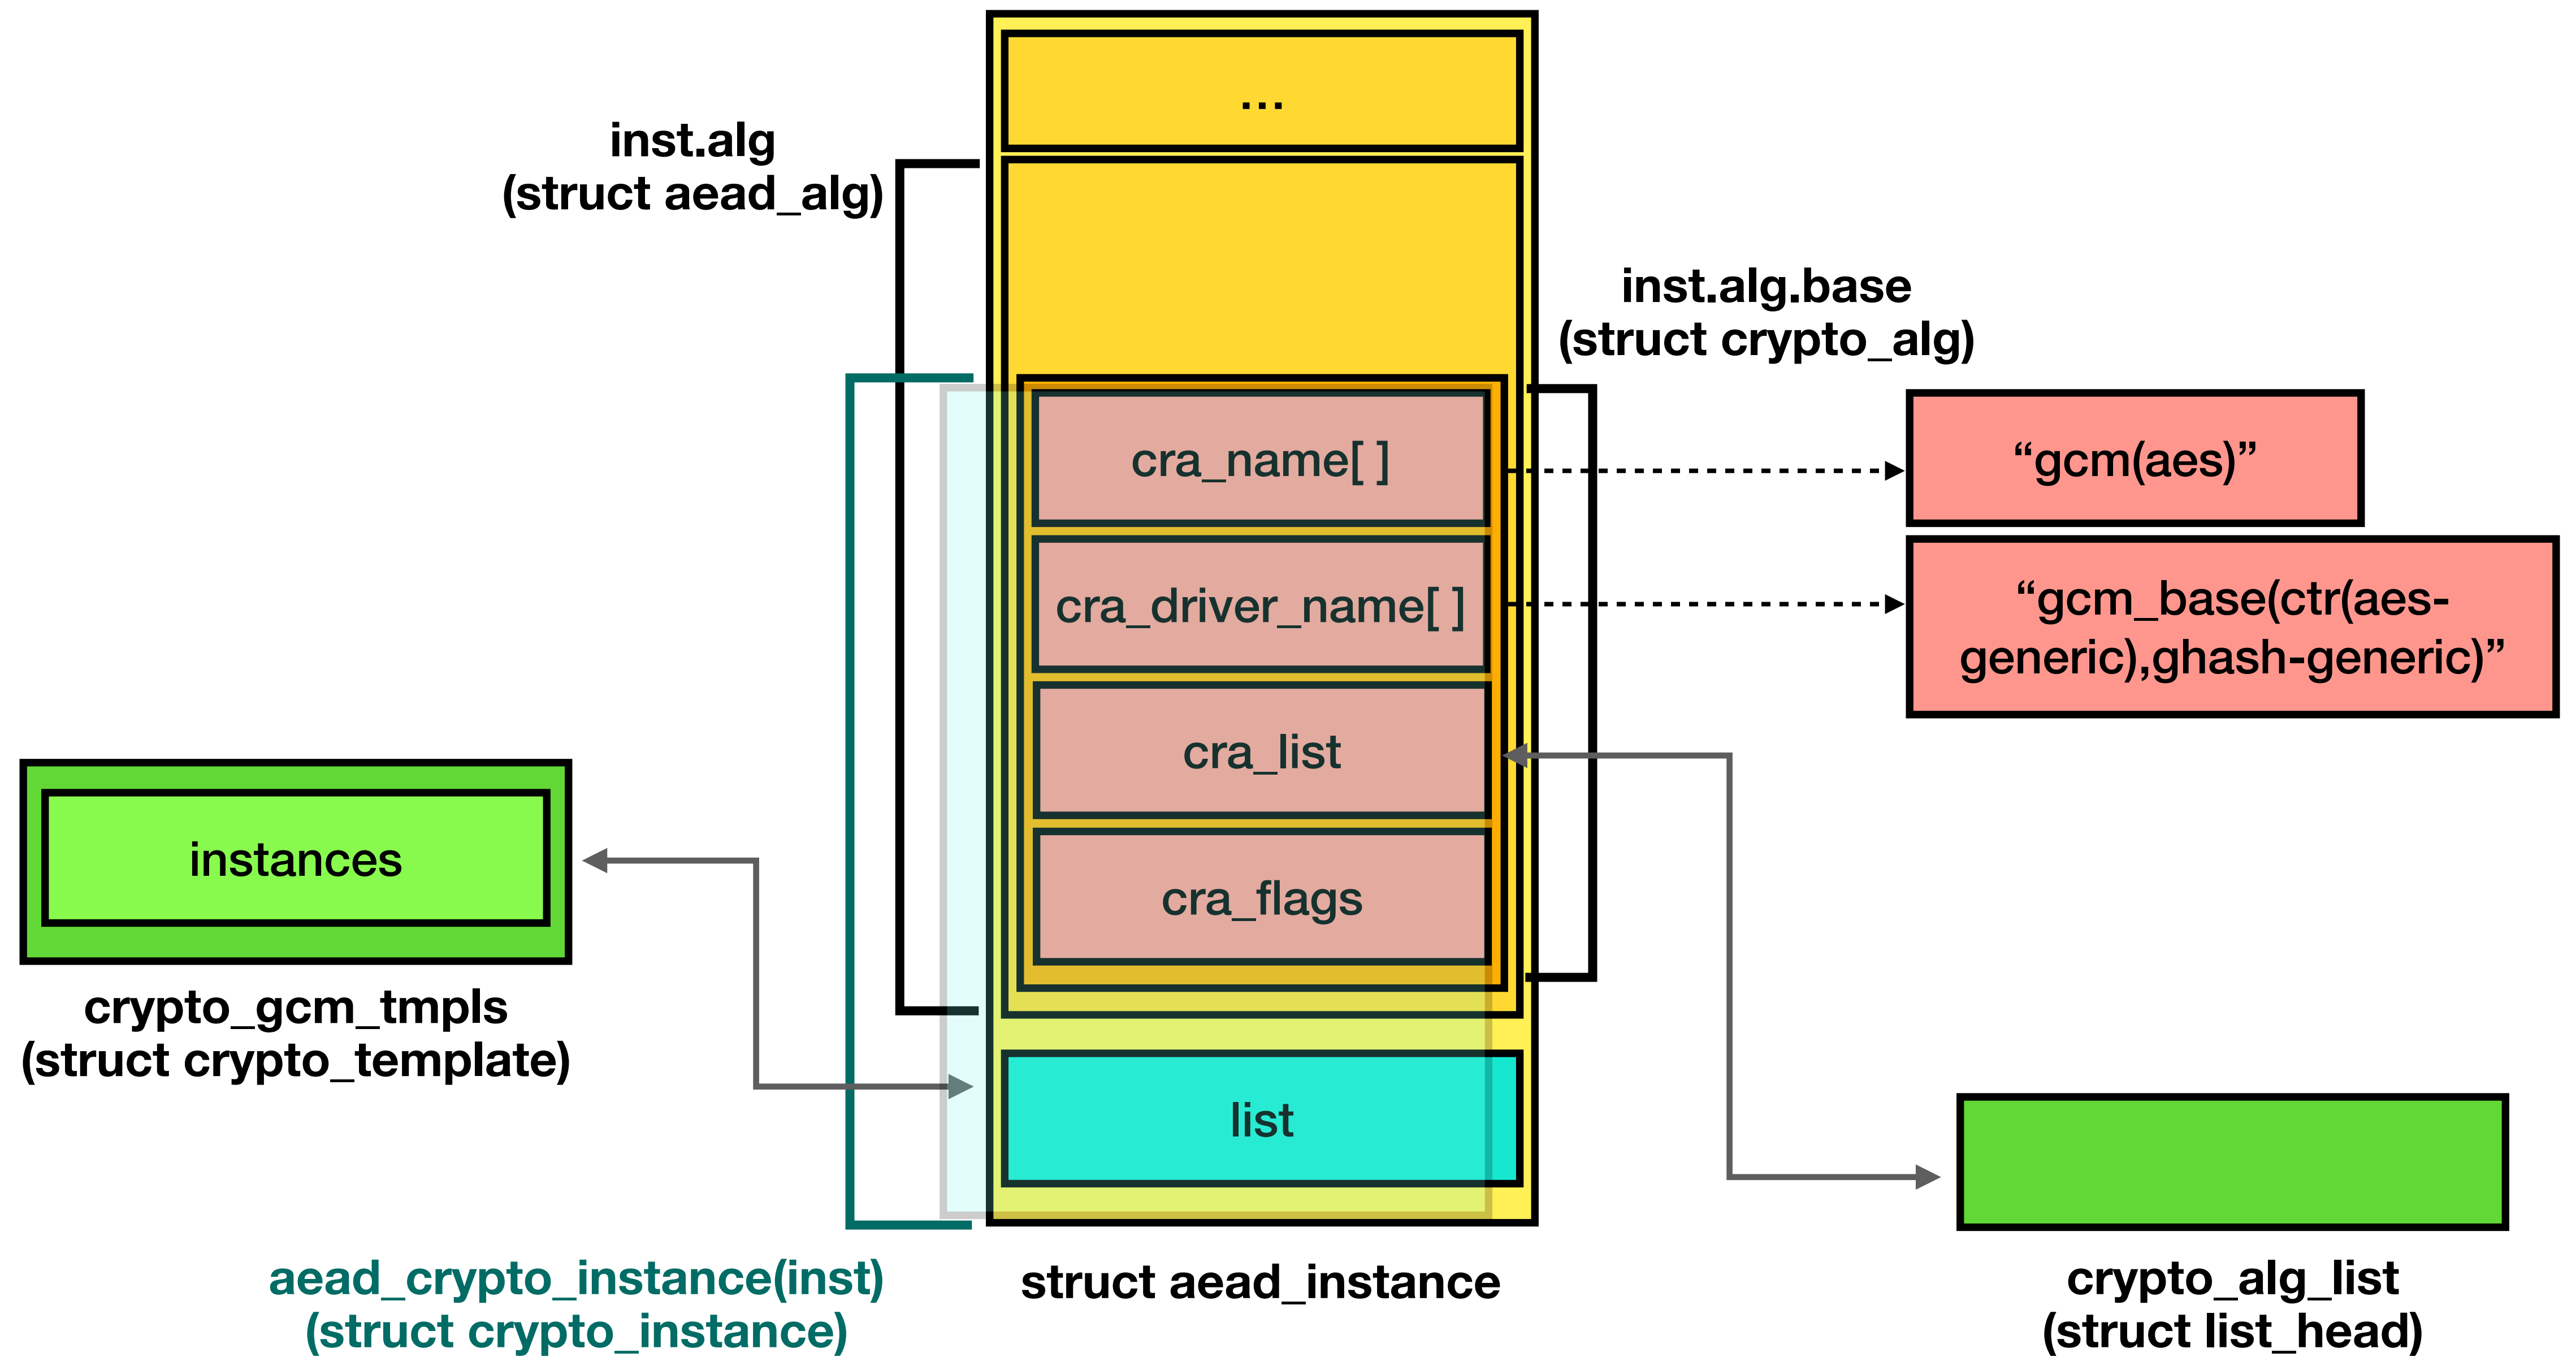 ...
inst.alg
(struct aead_alg)
inst.alg.base
(struct crypto_alg)
cra_name[ ]
“gcm(aes)”
cra_driver_name[ ]
“gcm_base(ctr(aes-
generic),ghash-generic)”
cra_list
instances
cra_flags
crypto_gcm_tmpls
(struct crypto_template)
list
aead_crypto_instance(inst)
(struct crypto_instance)
struct aead_instance
crypto_alg_list
(struct list_head)